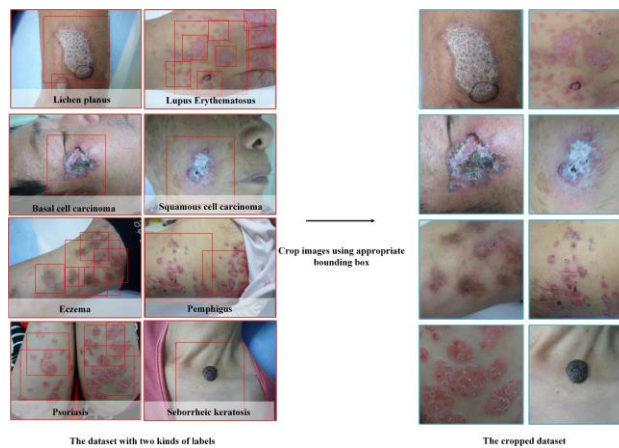 Lichen planus
Lupus Erythematosus
Basal cell carcinoma
Squamous cell carcinoma
Eczema
Pemphigus
Psoriasis
Seborrheic keratosis
Crop images using appropriate
bounding box
The dataset with two kinds of labels
The cropped dataset